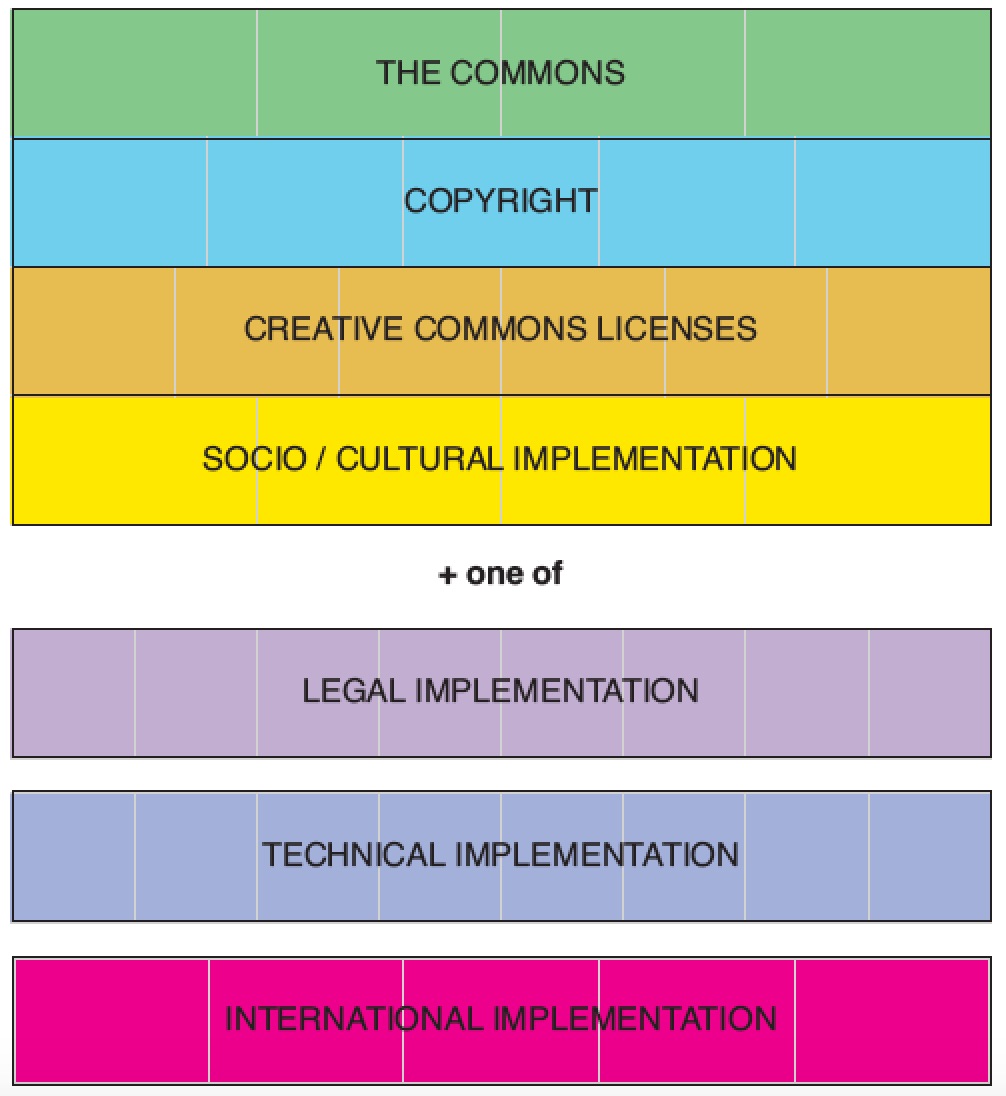 THE COMMONS
COPYRIGHT
CREATIVE COMMONS LICENSES
SOCIO / CULTURAL IMPLEMENTATION
+ one of
LEGAL IMPLEMENTATION
TECHNICAL IMPLEMENTATION
INTERNATIONAL IMPLEMENTATION